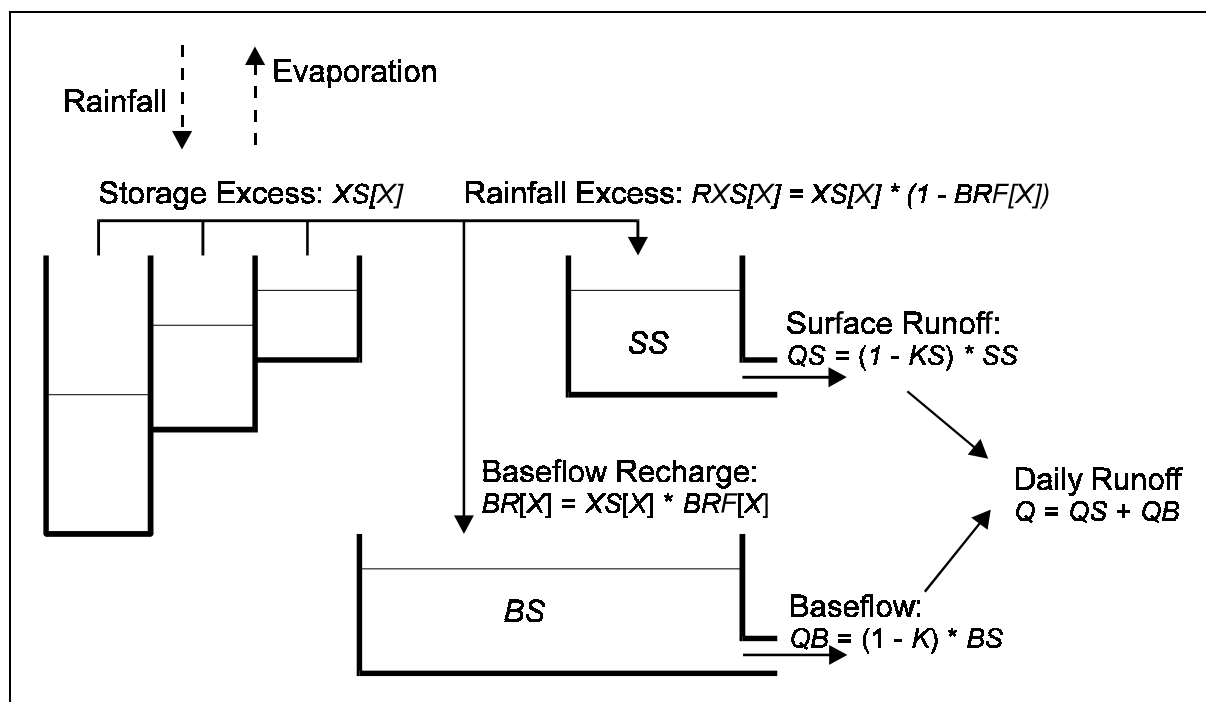 Evaporation
Rainfall
Storage Excess: XS[X]
Rainfall Excess: RXS[X] = XS[X] * (1 - BRF[X])
SS
Surface Runoff:
QS = (1 - KS) * SS
Baseflow Recharge:
BR[X] = XS[X] * BRF[X]
Daily Runoff
Q = QS + QB
BS
Baseflow:
QB = (1 - K) * BS